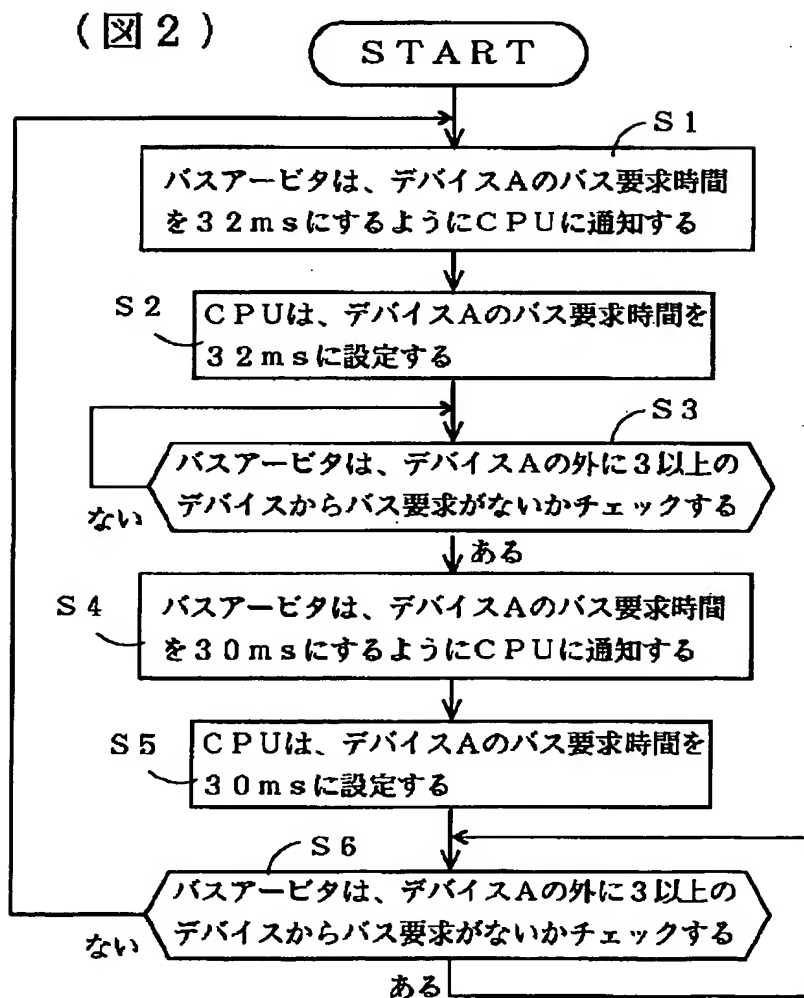 (図2)
START
S1
バスアービタは、デバイスAのバス要求時間
を32msにするようにCPUに通知する
S2
CPUは、デバイスAのバス要求時間を
32msに設定する
S3
バスアービタは、デバイスAの外に3以上の
デバイスからバス要求がないかチェックする
ない
ある
S4
バスアービタは、デバイスAのバス要求時間
を30msにするようにCPUに通知する
S5
CPUは、デバイスAのバス要求時間を
30msに設定する
S6
バスアービタは、デバイスAの外に3以上の
デバイスからバス要求がないかチェックする
ない
ある